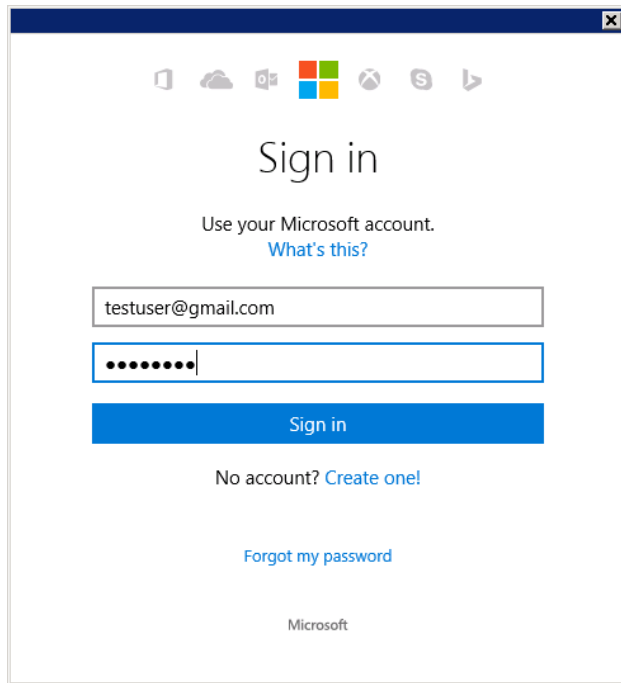 Sign in
Use your Microsoft account.
What's this?
testuser@gmail.com
••••••••
Sign in
No account? Create one!
Forgot my password
Microsoft